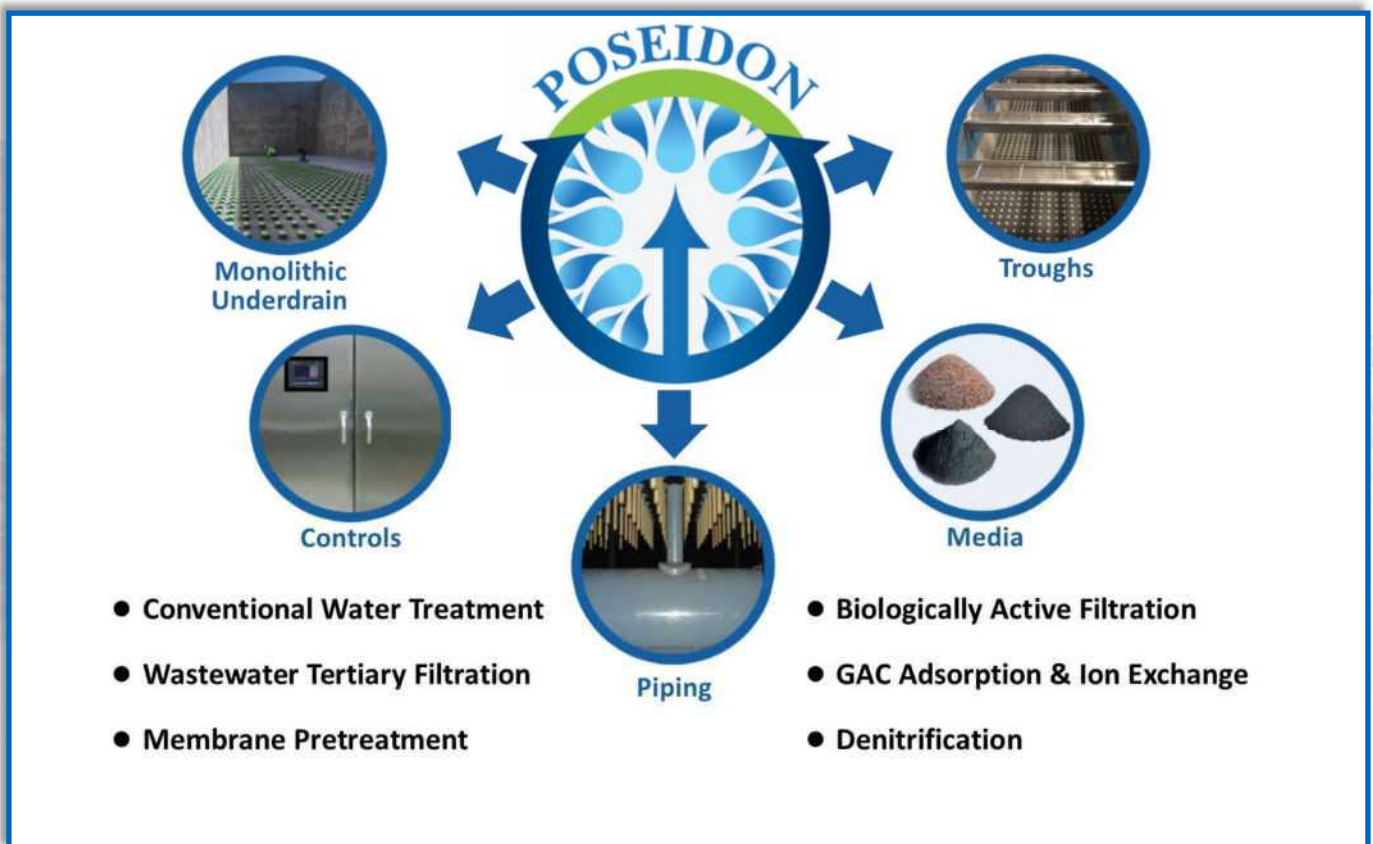 POSEIDON
Monolithic
Underdrain
Troughs
Controls
Media
Piping
● Conventional Water Treatment
● Wastewater Tertiary Filtration
● Membrane Pretreatment
● Biologically Active Filtration
● GAC Adsorption & Ion Exchange
● Denitrification